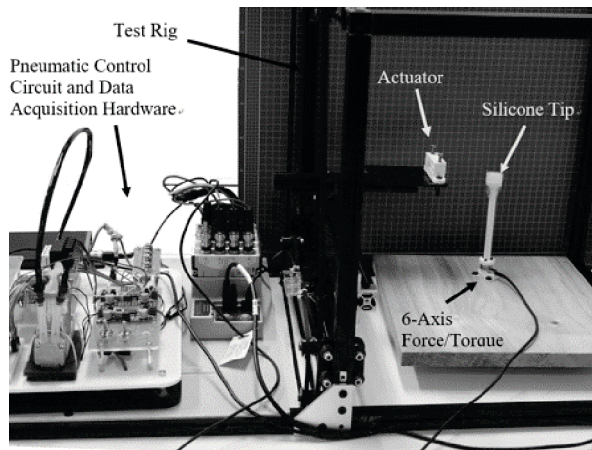 Test Rig
Pneumatic Control
Circuit and Data
Acquisition Hardware
Actuator
Silicone Tip
6-Axis
Force/Torque